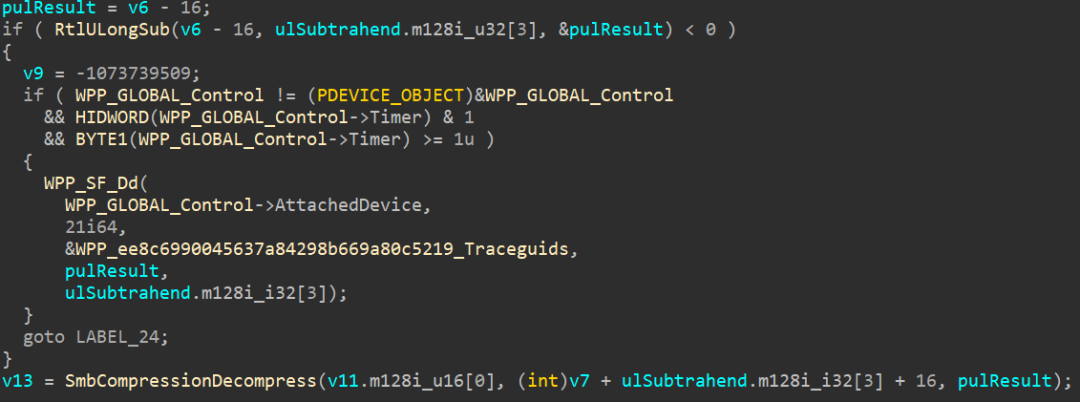 pulResult = v6 - 16;
if ( RtlULongSub(v6 - 16, ulSubtrahend.m128i_u32[3], &pulResult) < 0 )
{
v9 = -1073739509;
if ( WPP_GLOBAL_Control != (PDEVICE_OBJECT)&WPP_GLOBAL_Control
&& HIDWORD(WPP_GLOBAL_Control->Timer) & 1
&& BYTE1(WPP_GLOBAL_Control->Timer) >= 1u )
{
WPP_SF_Dd(
WPP_GLOBAL_Control->AttachedDevice,
21i64,
&WPP_ee8c6990045637a84298b669a80c5219_Traceguids,
pulResult,
ulSubtrahend.m128i_i32[3]);
}
goto LABEL_24;
}
v13 = SmbCompressionDecompress(v11.m128i_u16[0], (int)v7 + ulSubtrahend.m128i_i32[3] + 16, pulResult);